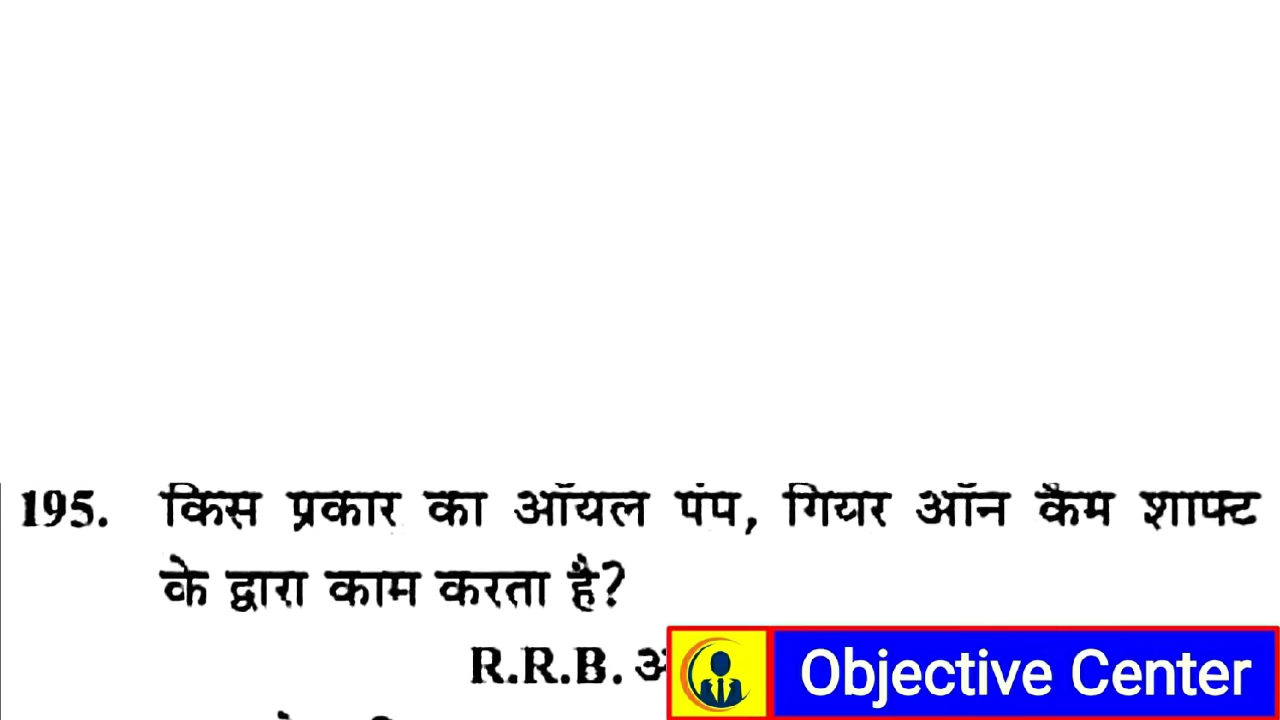 195. किस प्रकार का ऑयल पंप, गियर ऑन कैम शाफ्ट
के द्वारा काम करता है?
R.R.B.
Objective Center